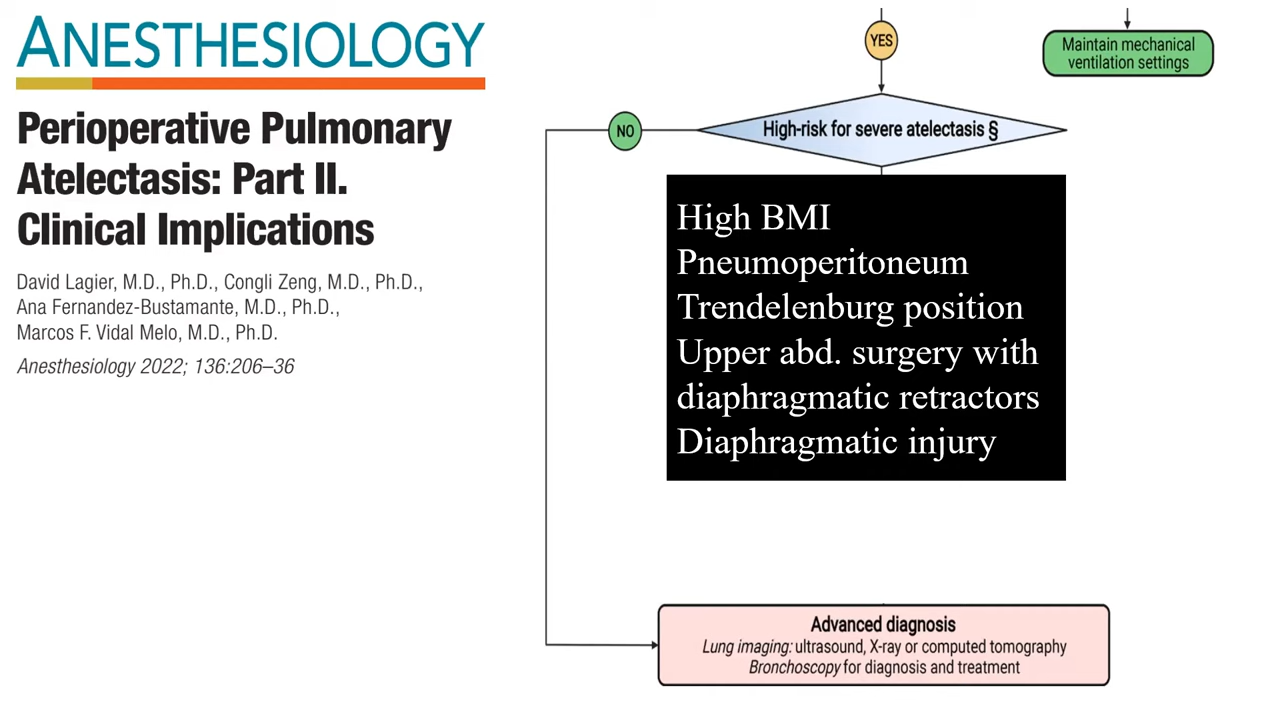 ANESTHESIOLOGY
Perioperative Pulmonary
Atelectasis: Part II.
Clinical Implications
David Lagier, M.D., Ph.D., Congli Zeng, M.D., Ph.D.,
Ana Fernandez-Bustamante, M.D., Ph.D.,
Marcos F. Vidal Melo, M.D., Ph.D.
Anesthesiology 2022; 136:206–36
YES
Maintain mechanical
ventilation settings
NO
High-risk for severe atelectasis §
High BMI
Pneumoperitoneum
Trendelenburg position
Upper abd. surgery with
diaphragmatic retractors
Diaphragmatic injury
Advanced diagnosis
Lung imaging: ultrasound, X-ray or computed tomography
Bronchoscopy for diagnosis and treatment